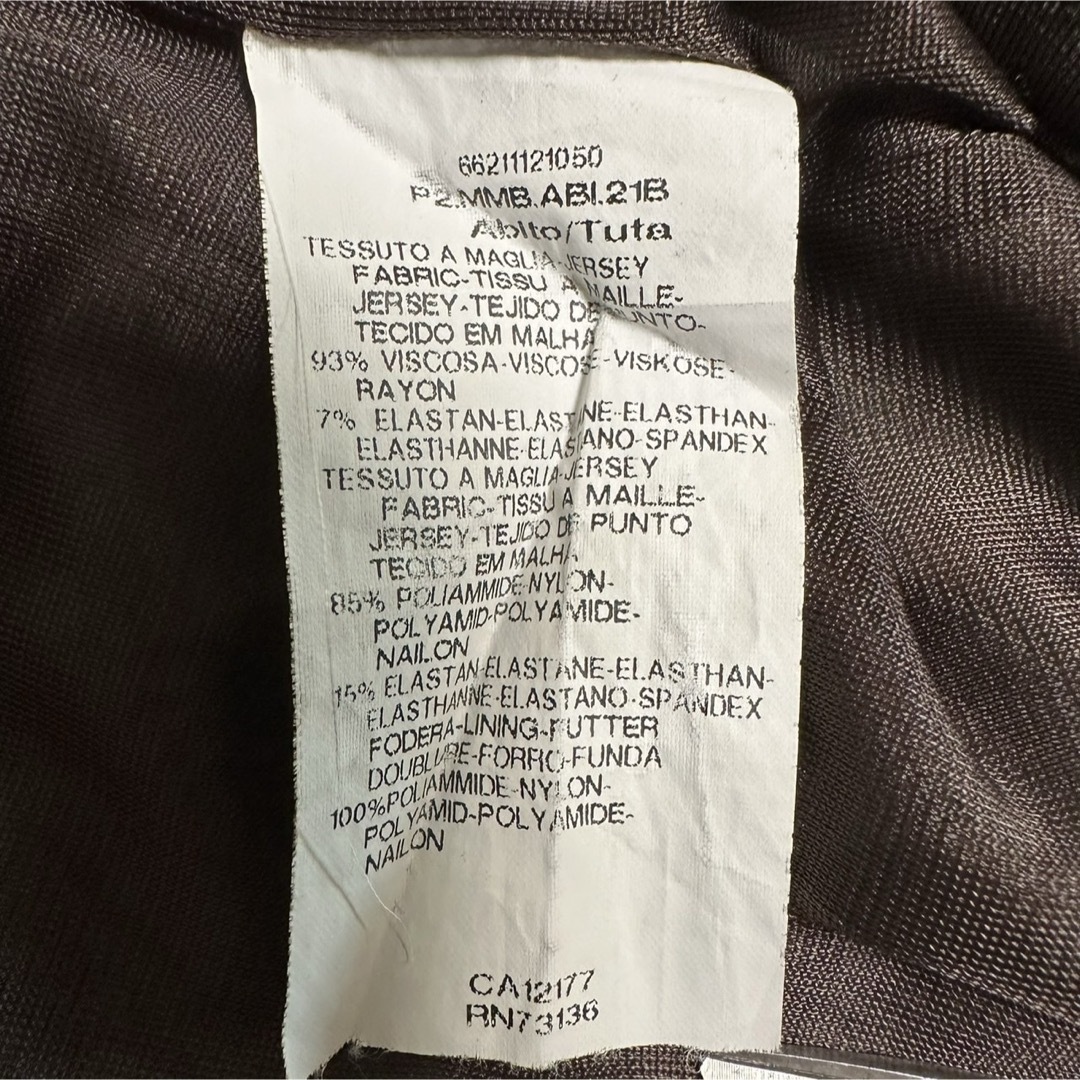 66211121050
P2.MMB.ABI.21B
Abito/Tuta
TESSUTO A MAGLIA-JERSEY
FABRIC-TISSU A MAILLE-
JERSEY-TEJIDO DE PUNTO-
TECIDO EM MALHA
93% VISCOSA-VISCOSE-VISKOSE-
RAYON
7% ELASTAN-ELASTANE-ELASTHAN-
ELASTHANNE-ELASTANO-SPANDEX
TESSUTO A MAGLIA-JERSEY
FABRIC-TISSU A MAILLE-
JERSEY-TEJIDO DE PUNTO
TECIDO EM MALHA
85% POLIAMMIDE-NYLON-
POLYAMID-POLYAMIDE-
NAILON
15% ELASTAN-ELASTANE-ELASTHAN-
ELASTHANNE-ELASTANO-SPANDEX
FODERA-LINING-FUTTER
DOUBLURE-FORRO-FUNDA
100%POLIAMMIDE-NYLON-
POLYAMID-POLYAMIDE-
NAILON
CA12177
RN73136